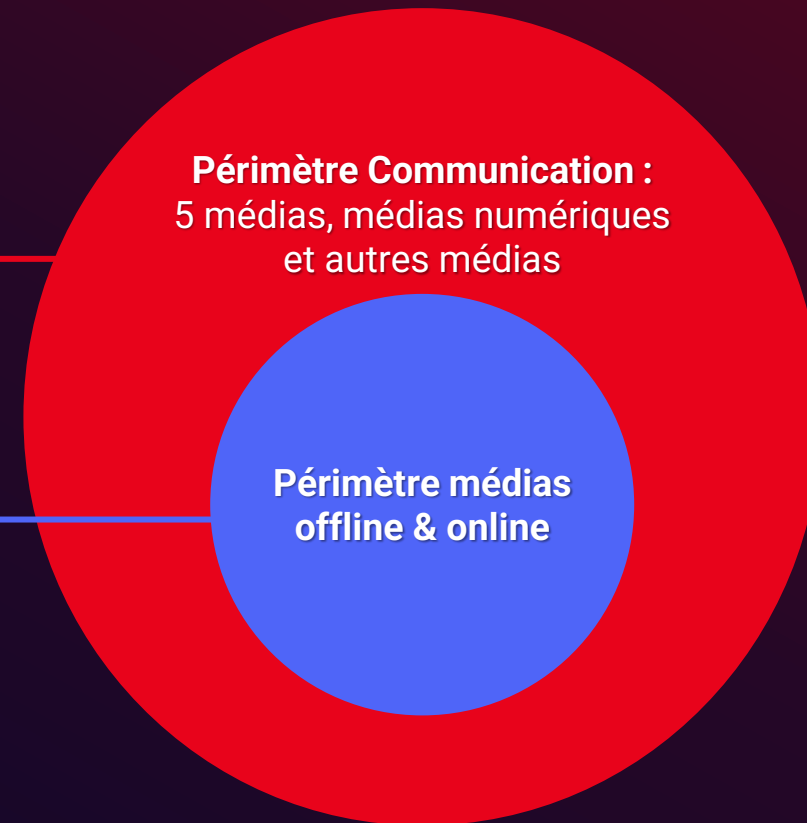 Périmètre Communication :
5 médias, médias numériques
et autres médias
Périmètre médias
offline & online